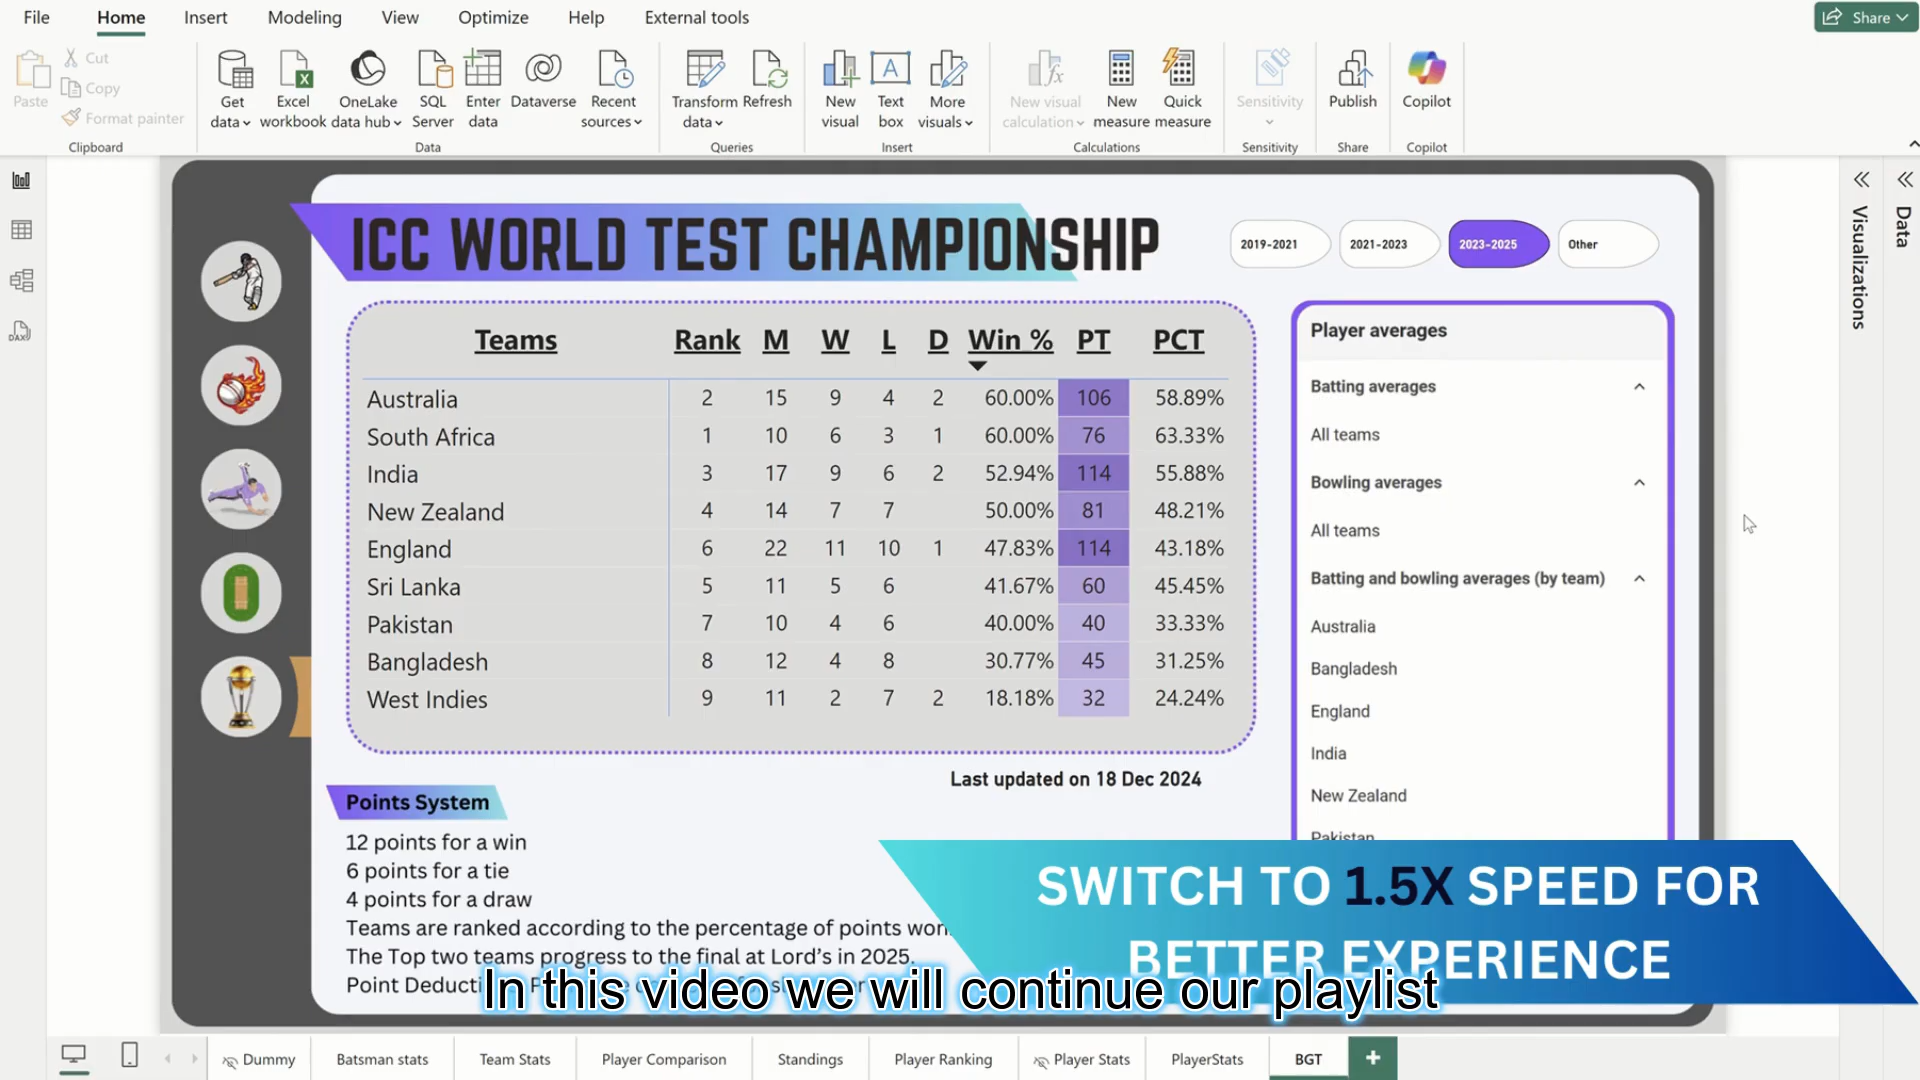 File Home Insert Modeling View Optimize Help External tools Share
Paste
Cut
Copy
Format painter
Clipboard
Get data
Excel workbook
OneLake data hub
SQL Server
Enter data
Dataverse
Recent sources
Data
Transform data
Refresh
Queries
New visual
Text box
More visuals
Insert
New visual calculation
New measure
Quick measure
Calculations
Sensitivity
Sensitivity
Publish
Share
Copilot
Copilot
ICC WORLD TEST CHAMPIONSHIP
2019-2021 2021-2023 2023-2025 Other
Teams Rank M W L D Win % PT PCT
Australia 2 15 9 4 2 60.00% 106 58.89%
South Africa 1 10 6 3 1 60.00% 76 63.33%
India 3 17 9 6 2 52.94% 114 55.88%
New Zealand 4 14 7 7 50.00% 81 48.21%
England 6 22 11 10 1 47.83% 114 43.18%
Sri Lanka 5 11 5 6 41.67% 60 45.45%
Pakistan 7 10 4 6 40.00% 40 33.33%
Bangladesh 8 12 4 8 30.77% 45 31.25%
West Indies 9 11 2 7 2 18.18% 32 24.24%
Last updated on 18 Dec 2024
Points System
12 points for a win
6 points for a tie
4 points for a draw
Teams are ranked according to the percentage of points won.
The Top two teams progress to the final at Lord's in 2025.
Point
Player averages
Batting averages
All teams
Bowling averages
All teams
Batting and bowling averages (by team)
Australia
Bangladesh
England
India
New Zealand
Pakistan
Visualizations
Data
DAX
SWITCH TO 1.5X SPEED FOR
BETTER EXPERIENCE
In this video we will continue our playlist
Dummy Batsman stats Team Stats Player Comparison Standings Player Ranking Player Stats PlayerStats BGT +